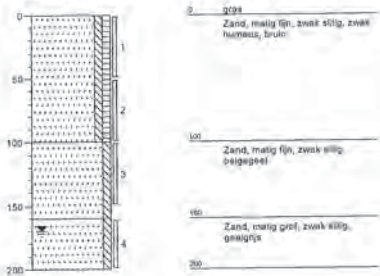 0
50
100
150
200
1
2
3
4
0 gras
Zand, matig fijn, zwak siltig, zwak
humeus, bruin
100
Zand, matig fijn, zwak siltig,
beigegeel
160
Zand, matig grof, zwak siltig,
geelgrijs
200